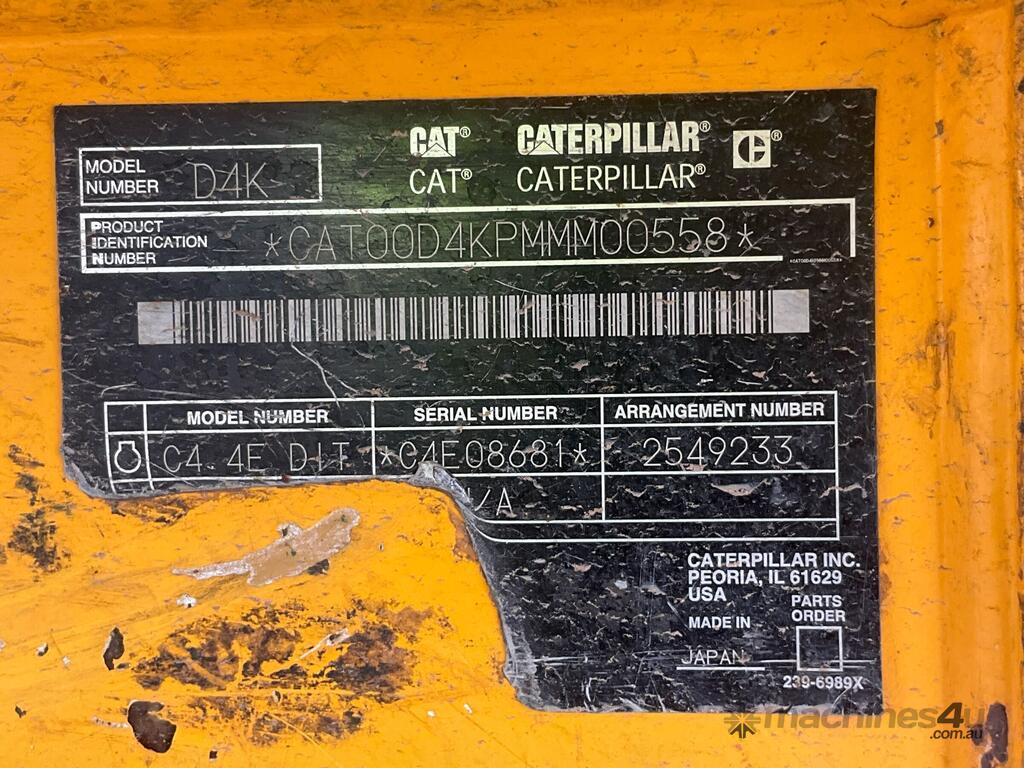 CAT® CATERPILLAR® C®
CAT® CATERPILLAR®
MODEL NUMBER D4K
PRODUCT IDENTIFICATION NUMBER *CAT00D4KPMMM00558*
MODEL NUMBER SERIAL NUMBER ARRANGEMENT NUMBER
C4.4E DIT *C4E08681* 2549233
/A
CATERPILLAR INC.
PEORIA, IL 61629
USA
MADE IN
JAPAN
PARTS
ORDER
239-6989X
machines4u
.com.au